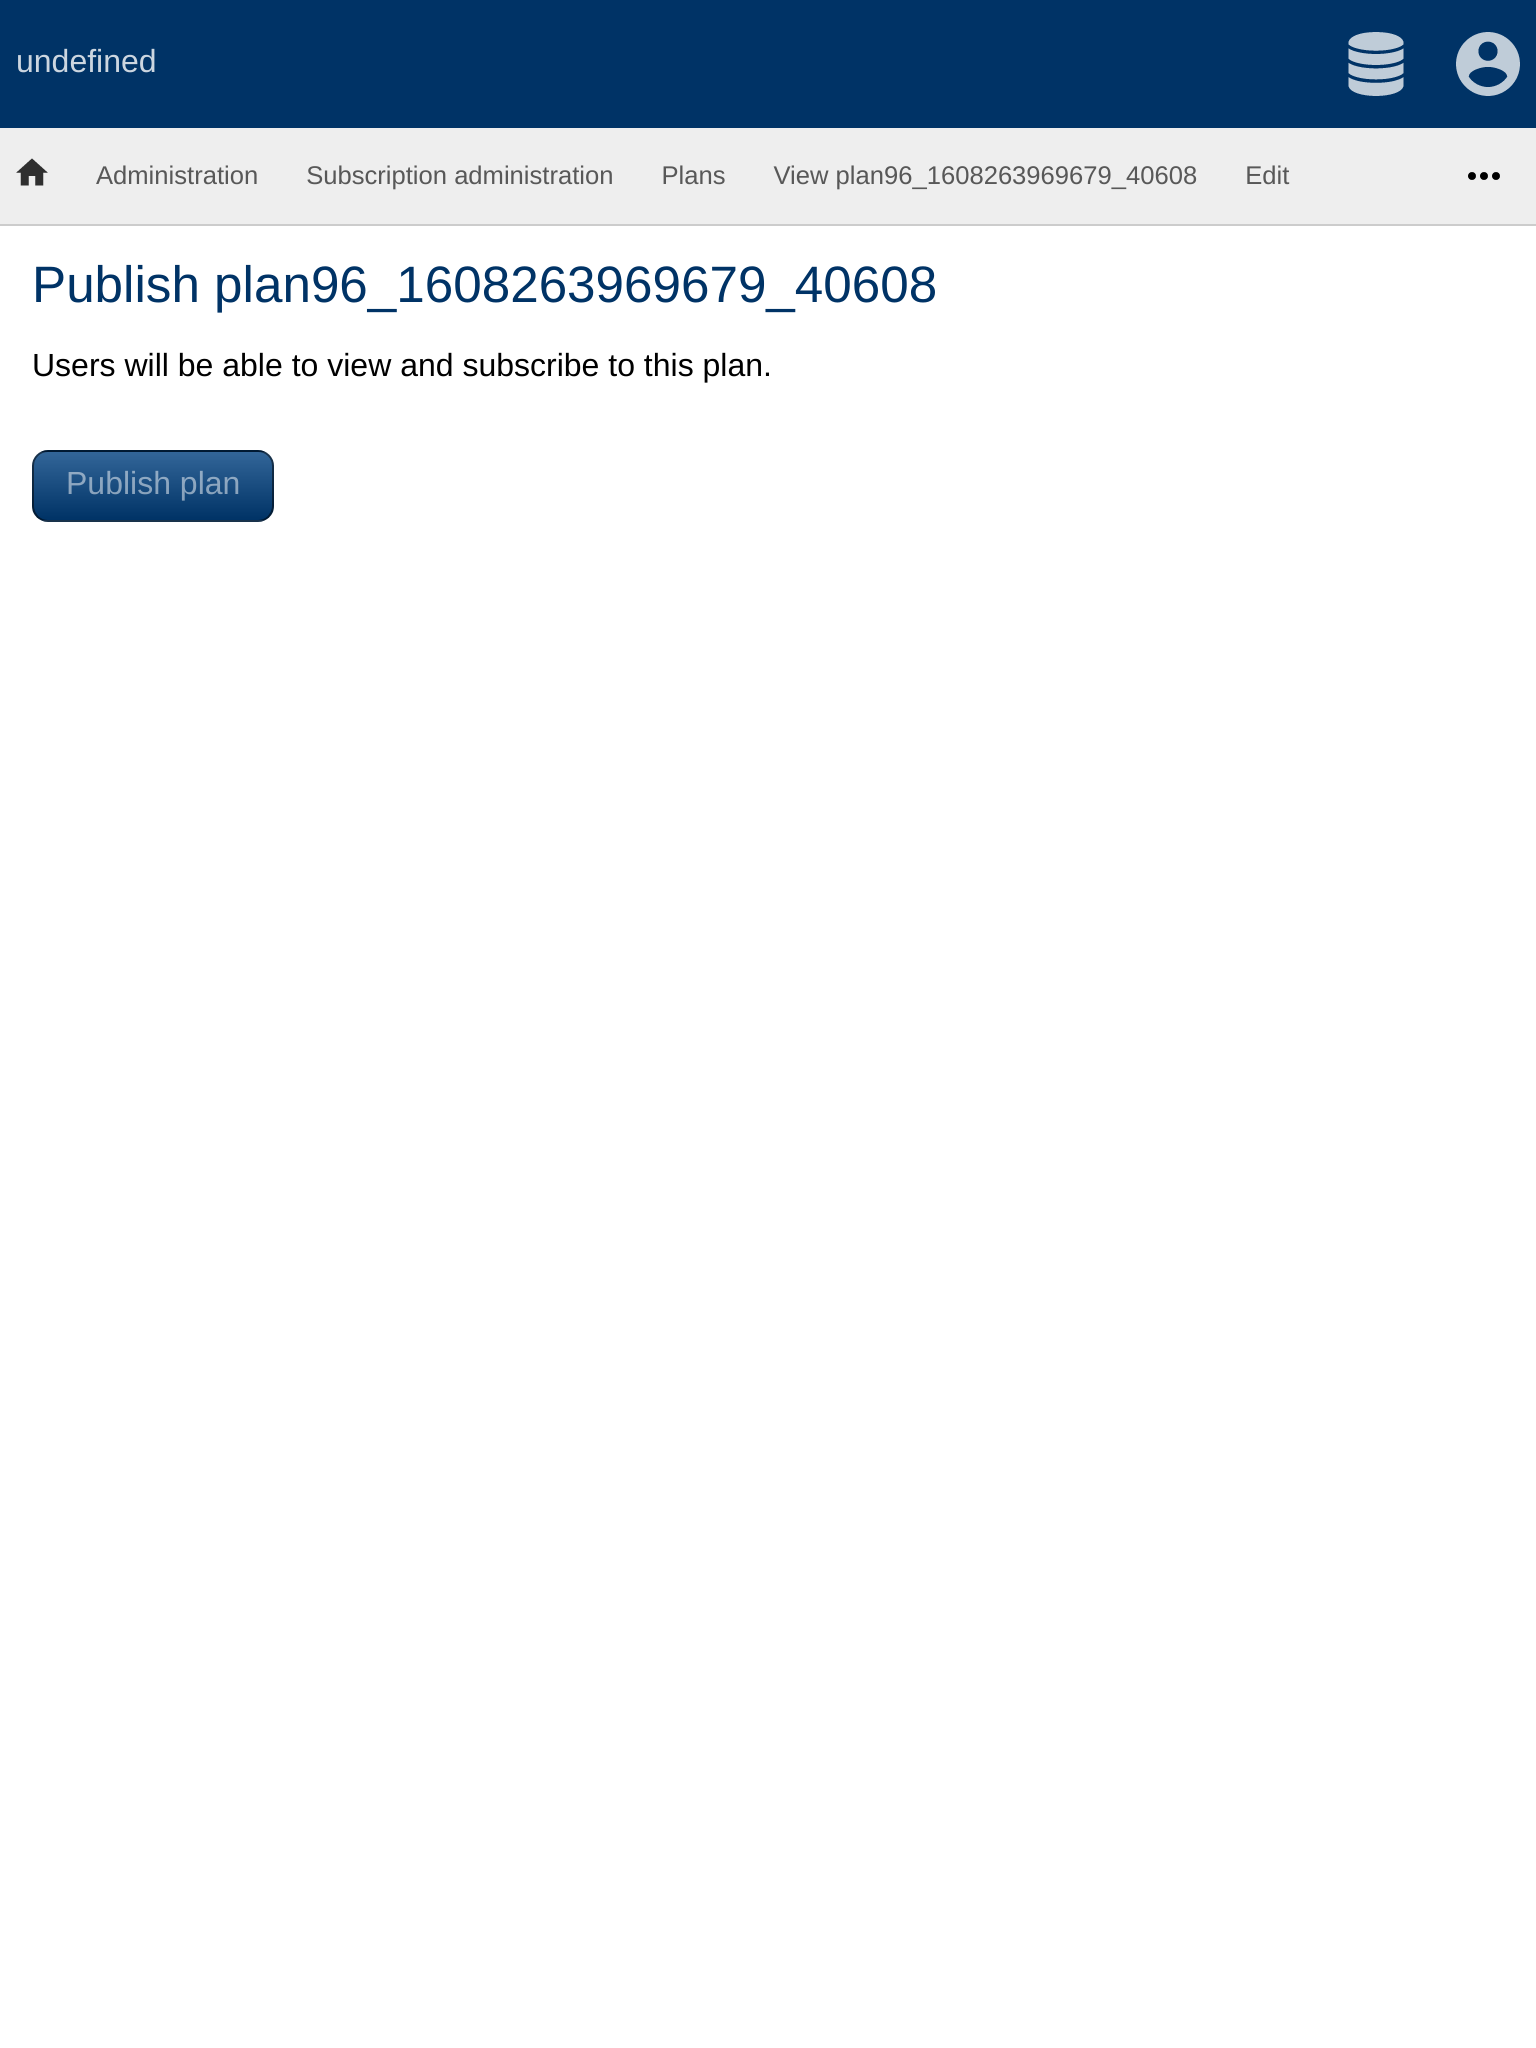 undefined
Administration Subscription administration Plans View plan96_1608263969679_40608 Edit
Publish plan96_1608263969679_40608
Users will be able to view and subscribe to this plan.
Publish plan